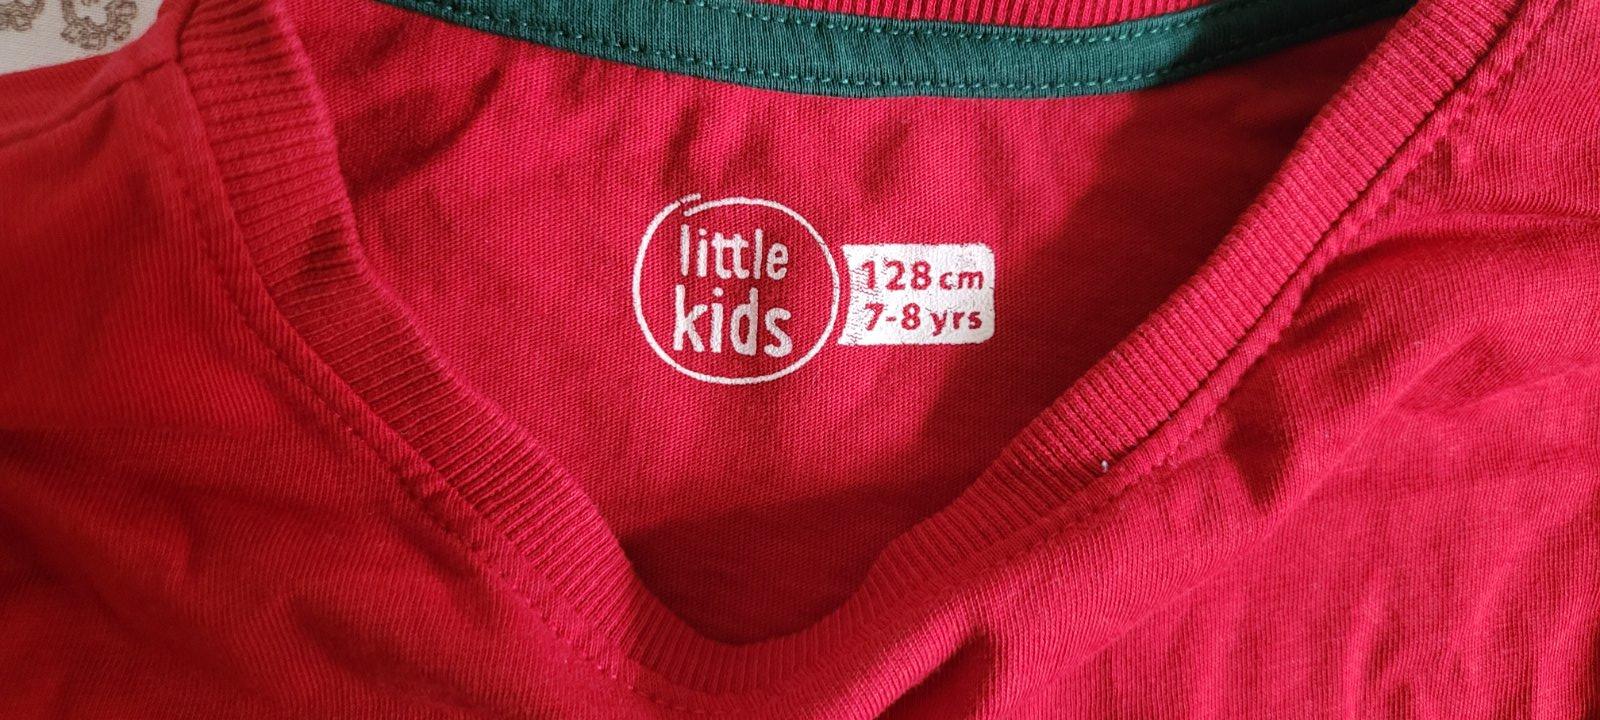 little
kids
128 cm
7-8 yrs